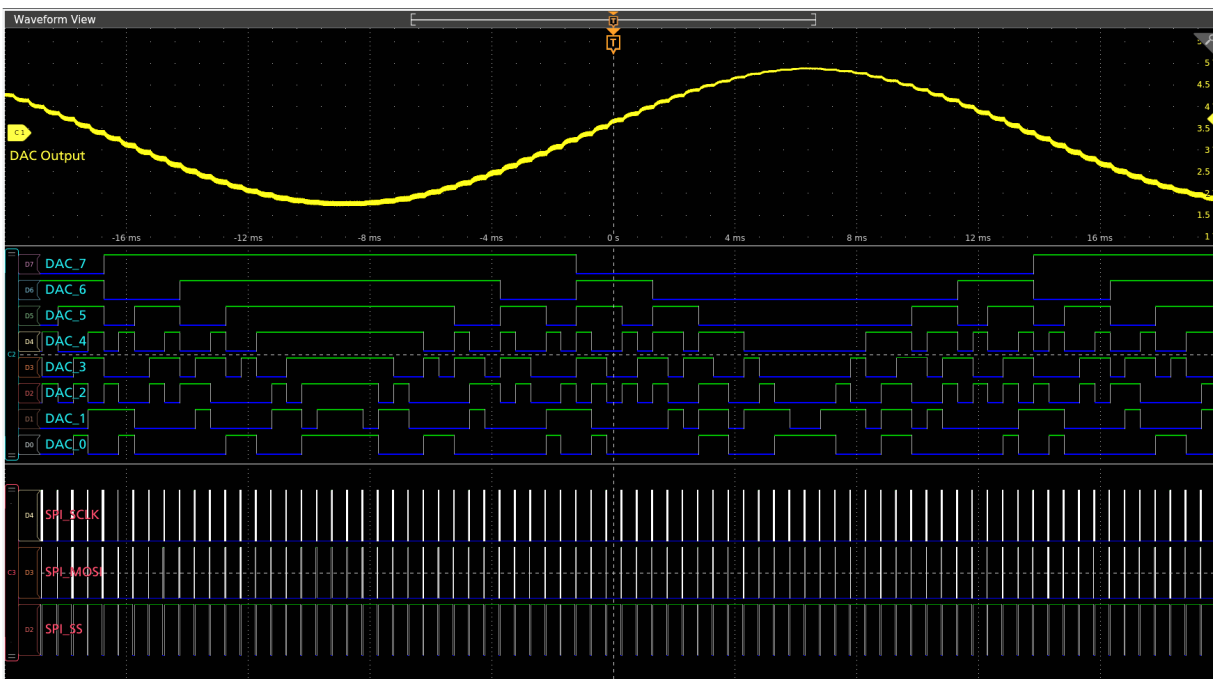 Waveform View
T
T
5
4.5
4
C 1
3.5
DAC Output
3
2.5
2
1.5
-16 ms -12 ms -8 ms -4 ms 0 s 4 ms 8 ms 12 ms 16 ms 1
D7 DAC_7
D6 DAC_6
D5 DAC_5
D4 DAC_4
C2
D3 DAC_3
D2 DAC_2
D1 DAC_1
D0 DAC_0
D4 SPI_SCLK
C3 D3 SPI_MOSI
D2 SPI_SS